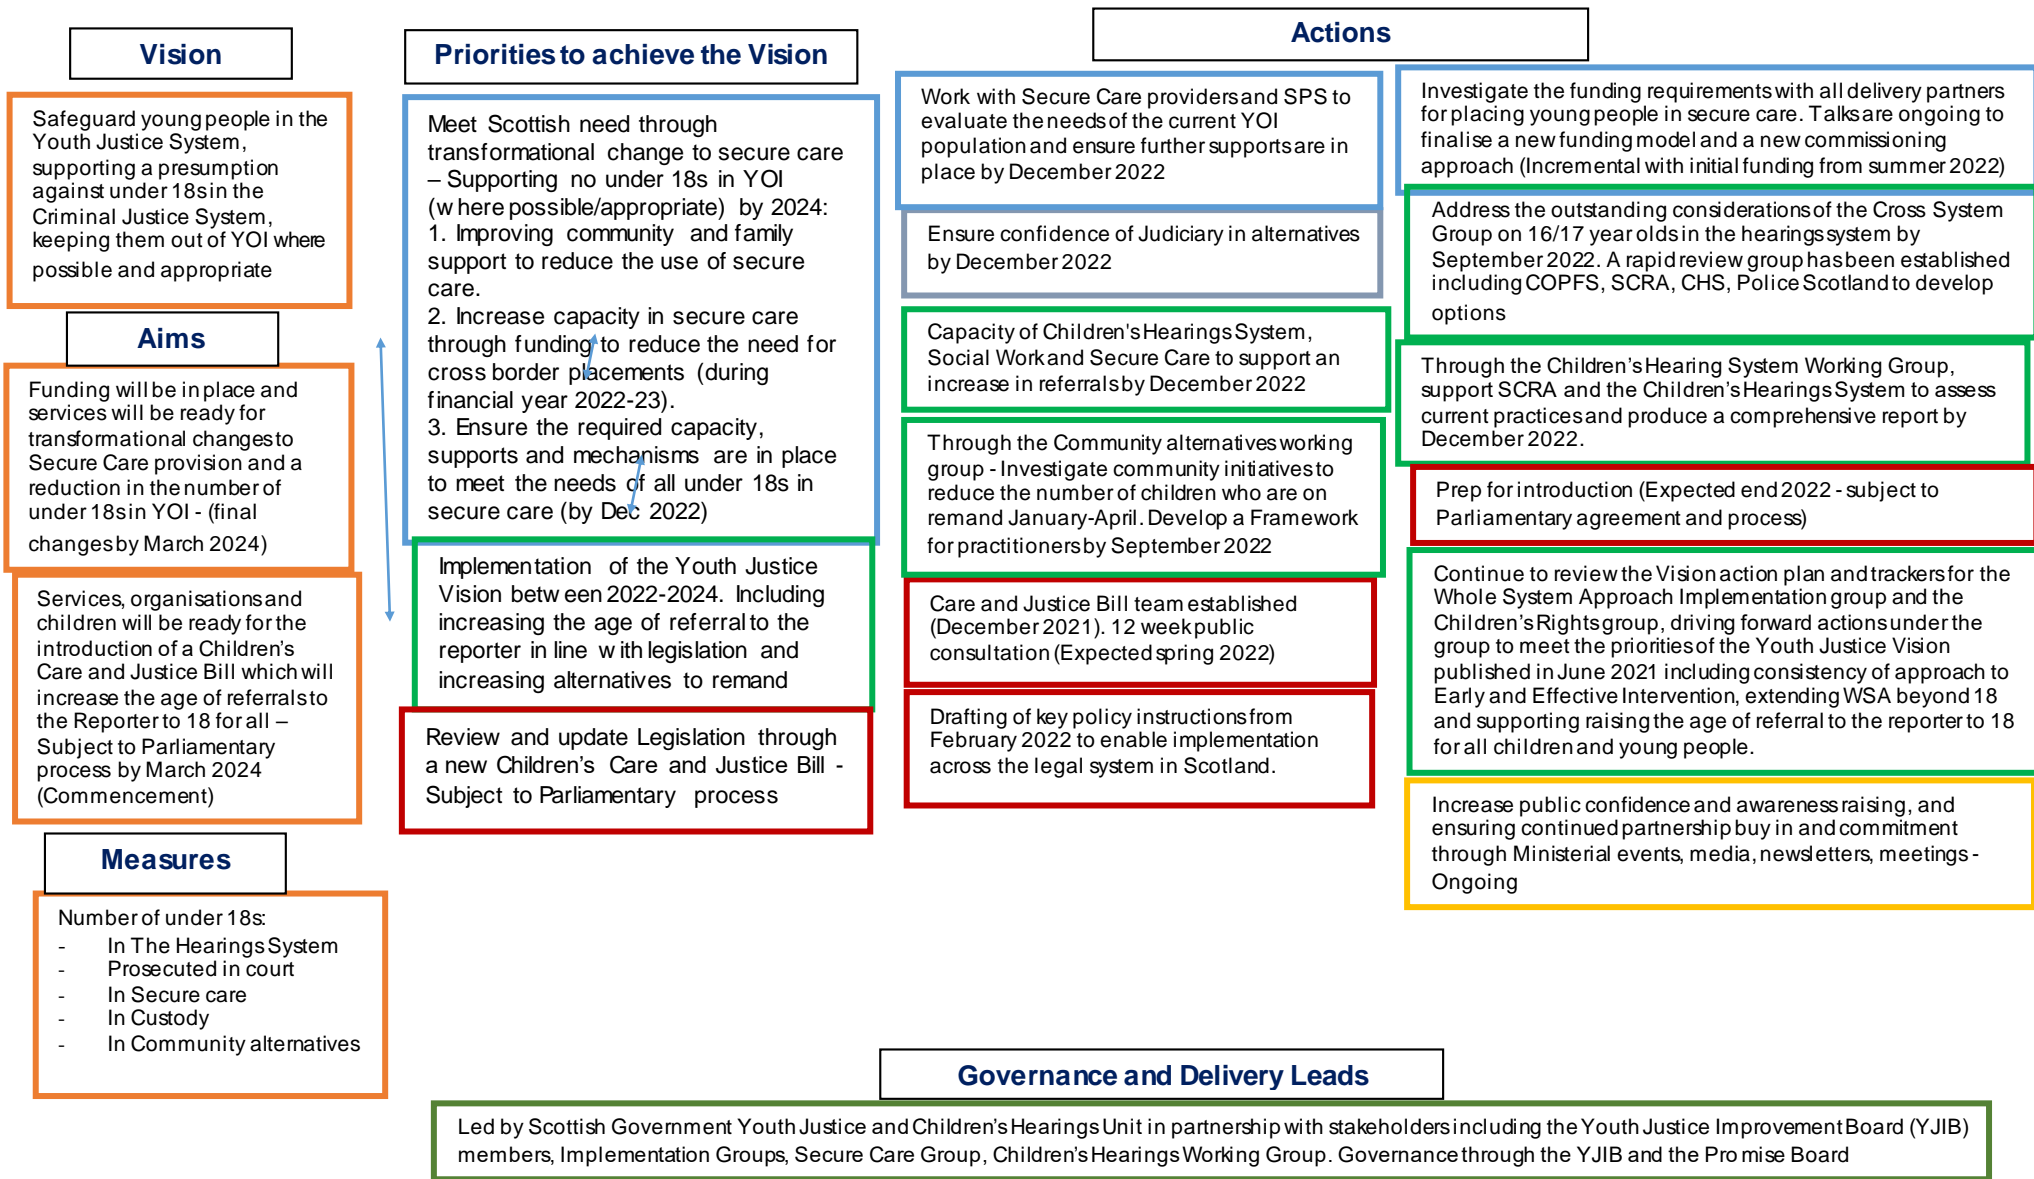 Vision
Safeguard young people in the
Youth Justice System,
supporting a presumption
against under 18s in the
Criminal Justice System,
keeping them out of YOI where
possible and appropriate
Aims
Funding will be in place and
services will be ready for
transformational changes to
Secure Care provision and a
reduction in the number of
under 18s in YOI - (final
changes by March 2024)
Services, organisations and
children will be ready for the
introduction of a Children's
Care and Justice Bill which will
increase the age of referrals to
the Reporter to 18 for all –
Subject to Parliamentary
process by March 2024
(Commencement)
Measures
Number of under 18s:
- In The Hearings System
- Prosecuted in court
- In Secure care
- In Custody
- In Community alternatives
Priorities to achieve the Vision
Meet Scottish need through
transformational change to secure care
– Supporting no under 18s in YOI
(where possible/appropriate) by 2024:
1. Improving community and family
support to reduce the use of secure
care.
2. Increase capacity in secure care
through funding to reduce the need for
cross border placements (during
financial year 2022-23).
3. Ensure the required capacity,
supports and mechanisms are in place
to meet the needs of all under 18s in
secure care (by Dec 2022)
Implementation of the Youth Justice
Vision between 2022-2024. Including
increasing the age of referral to the
reporter in line with legislation and
increasing alternatives to remand
Review and update Legislation through
a new Children's Care and Justice Bill -
Subject to Parliamentary process
Actions
Work with Secure Care providers and SPS to
evaluate the needs of the current YOI
population and ensure further supports are in
place by December 2022
Ensure confidence of Judiciary in alternatives
by December 2022
Capacity of Children's Hearings System,
Social Work and Secure Care to support an
increase in referrals by December 2022
Through the Community alternatives working
group - Investigate community initiatives to
reduce the number of children who are on
remand January-April. Develop a Framework
for practitioners by September 2022
Care and Justice Bill team established
(December 2021). 12 week public
consultation (Expected spring 2022)
Drafting of key policy instructions from
February 2022 to enable implementation
across the legal system in Scotland.
Investigate the funding requirements with all delivery partners
for placing young people in secure care. Talks are ongoing to
finalise a new funding model and a new commissioning
approach (Incremental with initial funding from summer 2022)
Address the outstanding considerations of the Cross System
Group on 16/17 year olds in the hearings system by
September 2022. A rapid review group has been established
including COPFS, SCRA, CHS, Police Scotland to develop
options
Through the Children's Hearing System Working Group,
support SCRA and the Children's Hearings System to assess
current practices and produce a comprehensive report by
December 2022.
Prep for introduction (Expected end 2022 - subject to
Parliamentary agreement and process)
Continue to review the Vision action plan and trackers for the
Whole System Approach Implementation group and the
Children's Rights group, driving forward actions under the
group to meet the priorities of the Youth Justice Vision
published in June 2021 including consistency of approach to
Early and Effective Intervention, extending WSA beyond 18
and supporting raising the age of referral to the reporter to 18
for all children and young people.
Increase public confidence and awareness raising, and
ensuring continued partnership buy in and commitment
through Ministerial events, media, newsletters, meetings -
Ongoing
Governance and Delivery Leads
Led by Scottish Government Youth Justice and Children's Hearings Unit in partnership with stakeholders including the Youth Justice Improvement Board (YJIB)
members, Implementation Groups, Secure Care Group, Children's Hearings Working Group. Governance through the YJIB and the Promise Board